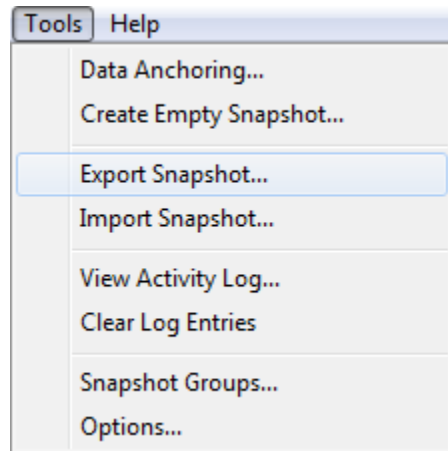 Tools Help
Data Anchoring...
Create Empty Snapshot...
Export Snapshot...
Import Snapshot...
View Activity Log...
Clear Log Entries
Snapshot Groups...
Options...